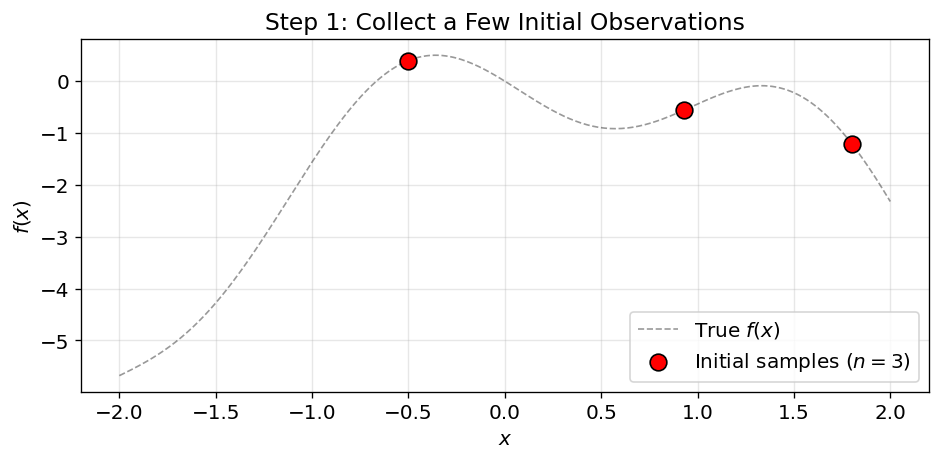 Step 1: Collect a Few Initial Observations
f(x)
0
−1
−2
−3
−4
−5
True f(x)
Initial samples (n = 3)
−2.0 −1.5 −1.0 −0.5 0.0 0.5 1.0 1.5 2.0
x